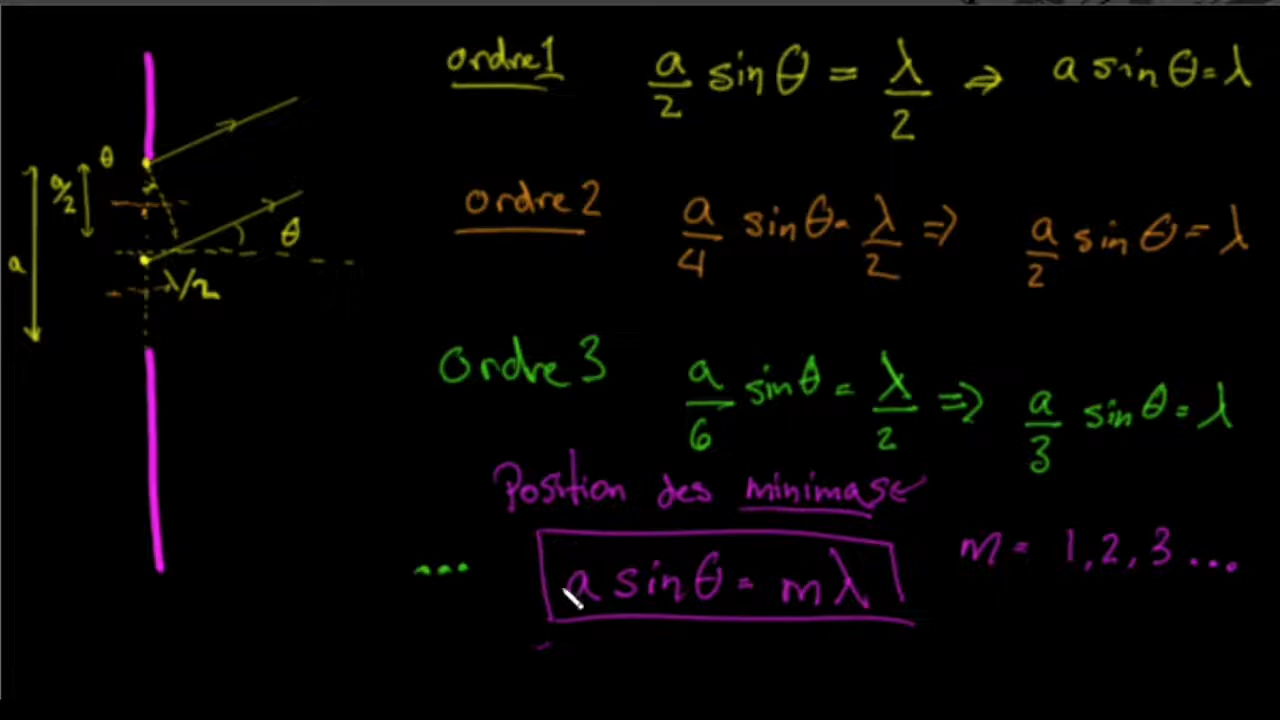 ordre 1 a/2 sin θ = λ/2 ⇒ a sin θ = λ
θ
a/2
a
θ
λ/2
ordre 2 a/4 sin θ = λ/2 ⇒ a/2 sin θ = λ
ordre 3 a/6 sin θ = λ/2 ⇒ a/3 sin θ = λ
Position des minimas
... a sin θ = m λ m = 1, 2, 3 ...